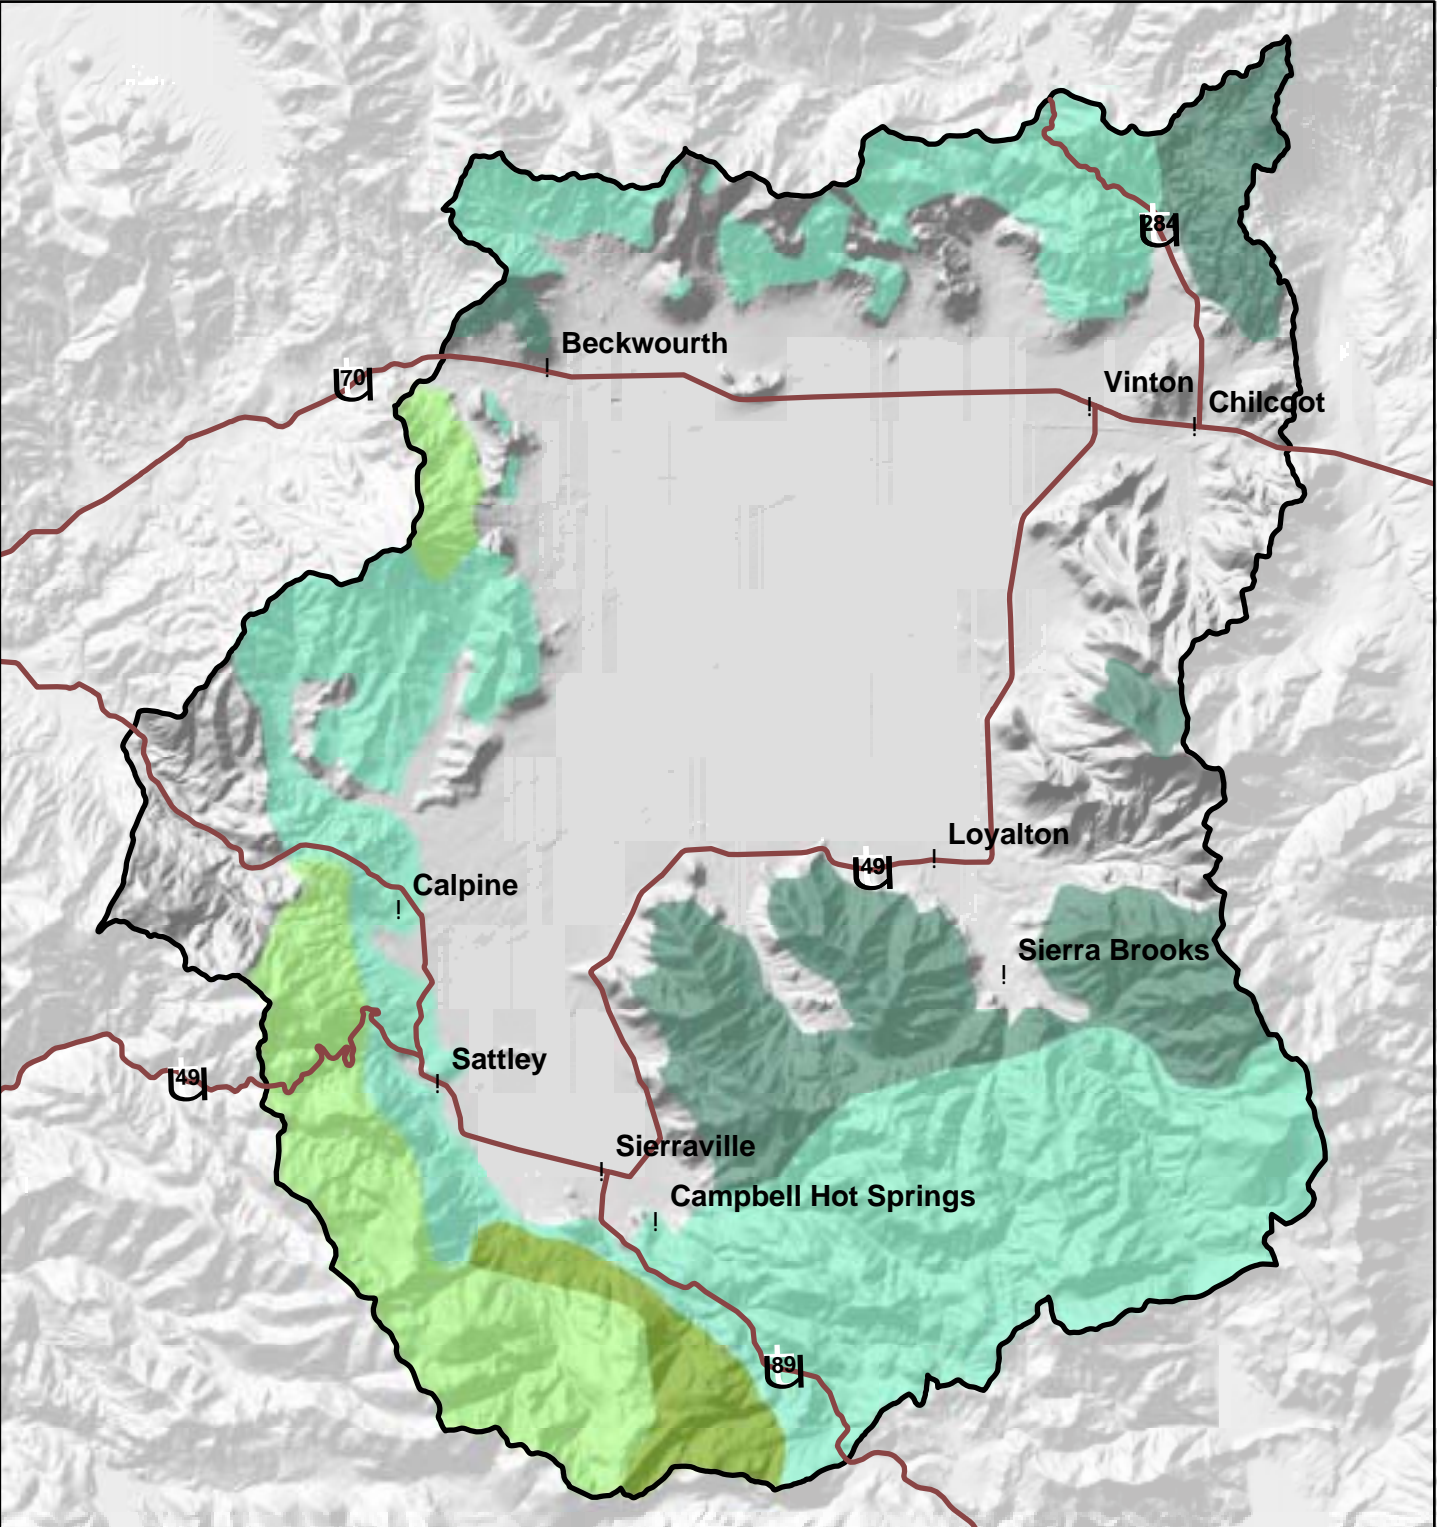 284
Beckwourth
70
Vinton
Chilcoot
Loyalton
49
Calpine
Sierra Brooks
Sattley
49
Sierraville
Campbell Hot Springs
89